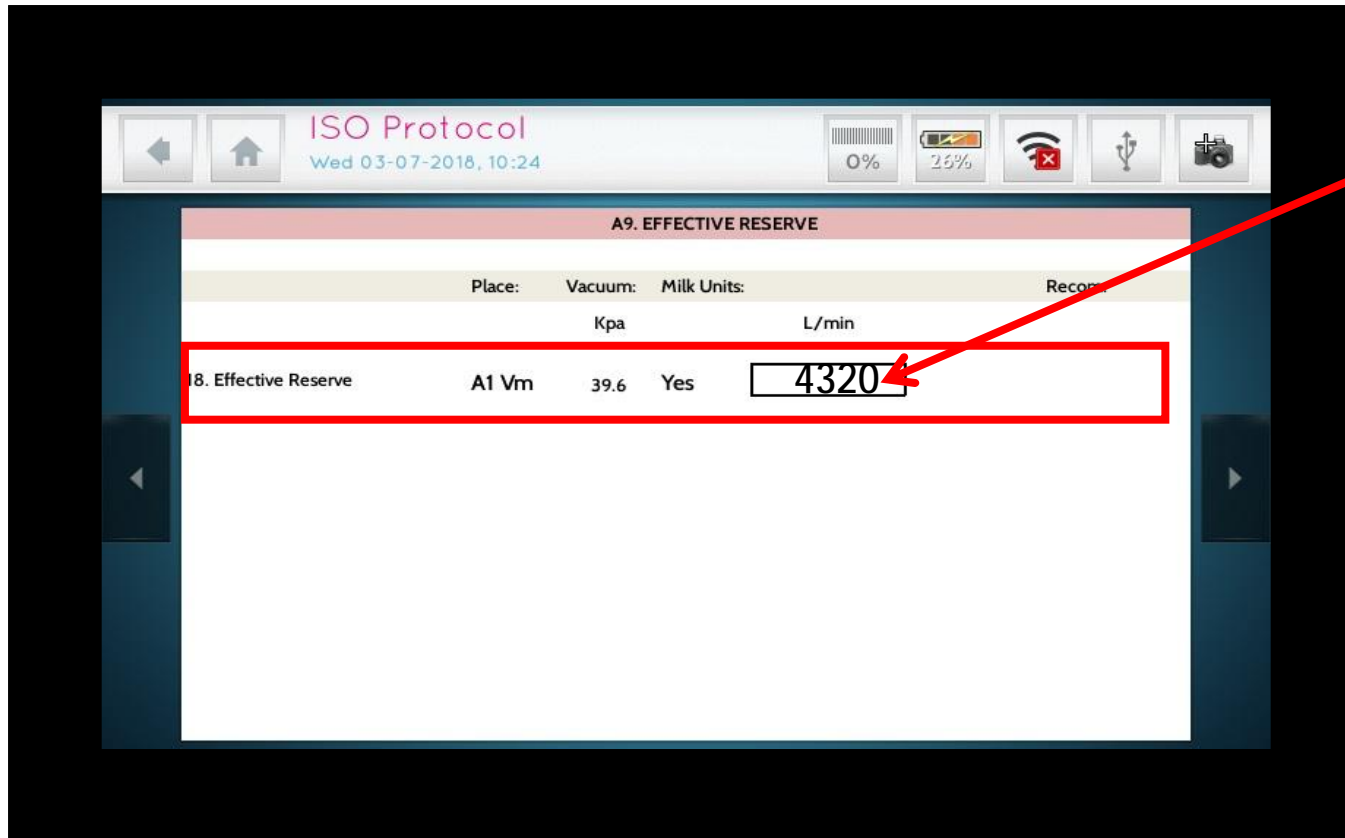 ISO Protocol
Wed 03-07-2018, 10:24
0%
26%
A9. EFFECTIVE RESERVE
Place: Vacuum: Milk Units:
Kpa L/min
18. Effective Reserve A1 Vm 39.6 Yes 4320